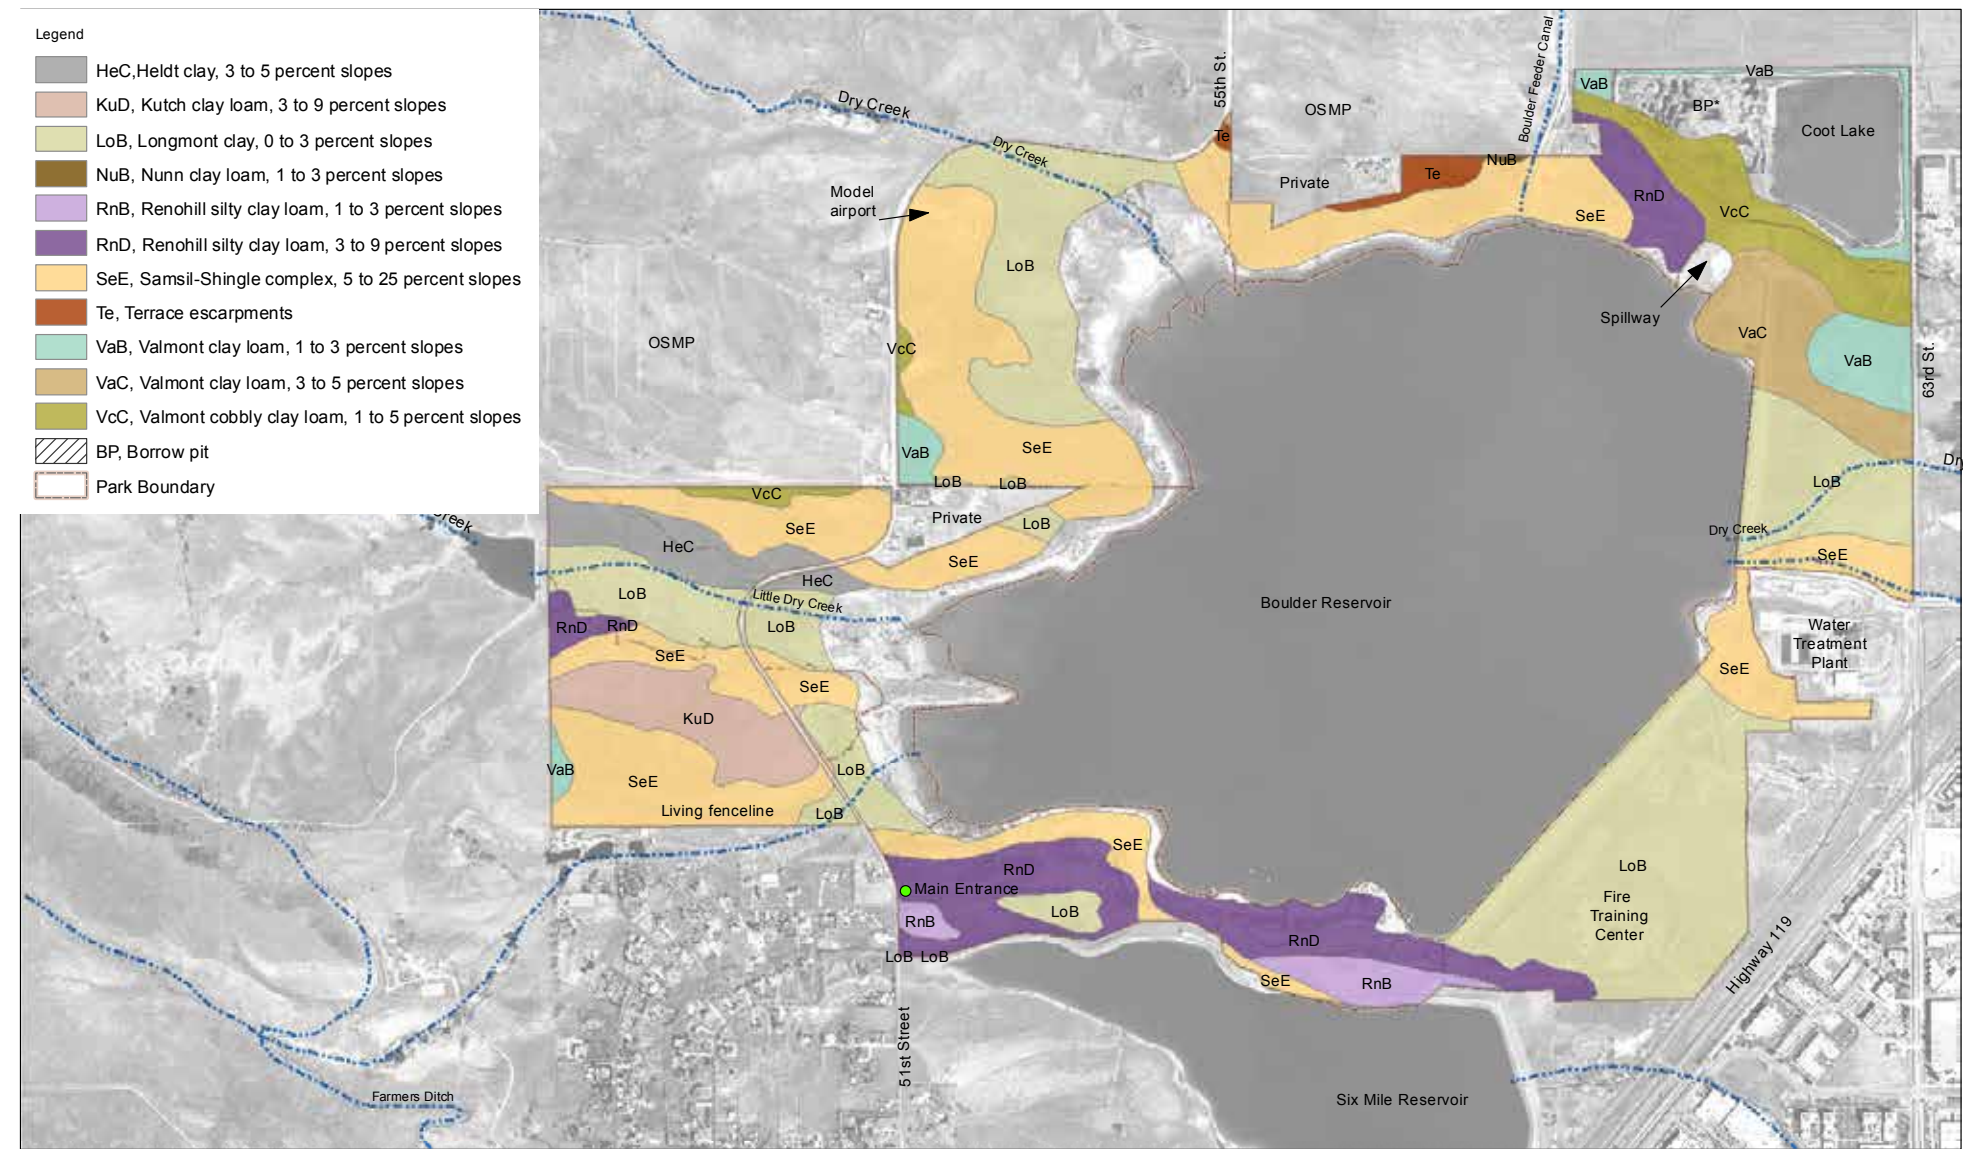 Legend
HeC,Heldt clay, 3 to 5 percent slopes
KuD, Kutch clay loam, 3 to 9 percent slopes
LoB, Longmont clay, 0 to 3 percent slopes
NuB, Nunn clay loam, 1 to 3 percent slopes
RnB, Renohill silty clay loam, 1 to 3 percent slopes
RnD, Renohill silty clay loam, 3 to 9 percent slopes
SeE, Samsil-Shingle complex, 5 to 25 percent slopes
Te, Terrace escarpments
VaB, Valmont clay loam, 1 to 3 percent slopes
VaC, Valmont clay loam, 3 to 5 percent slopes
VcC, Valmont cobbly clay loam, 1 to 5 percent slopes
BP, Borrow pit
Park Boundary
Dry Creek
Dry Creek
55th St.
OSMP
Boulder Feeder Canal
VaB
VaB
BP*
Coot Lake
Te
NuB
Te
Private
Model
airport
RnD
SeE
VcC
LoB
Spillway
VaC
OSMP
VcC
VaB
63rd St.
VaB
SeE
Dry
LoB
LoB
LoB
VcC
Private
LoB
SeE
Dry Creek
HeC
SeE
SeE
HeC
Creek
LoB
Little Dry Creek
LoB
Boulder Reservoir
RnD
RnD
Water
Treatment
Plant
SeE
SeE
SeE
KuD
VaB
LoB
SeE
Living fenceline
LoB
SeE
RnD
LoB
Main Entrance
Fire
Training
Center
RnB
LoB
RnD
LoB
LoB
SeE
RnB
Highway 119
51st Street
Farmers Ditch
Six Mile Reservoir